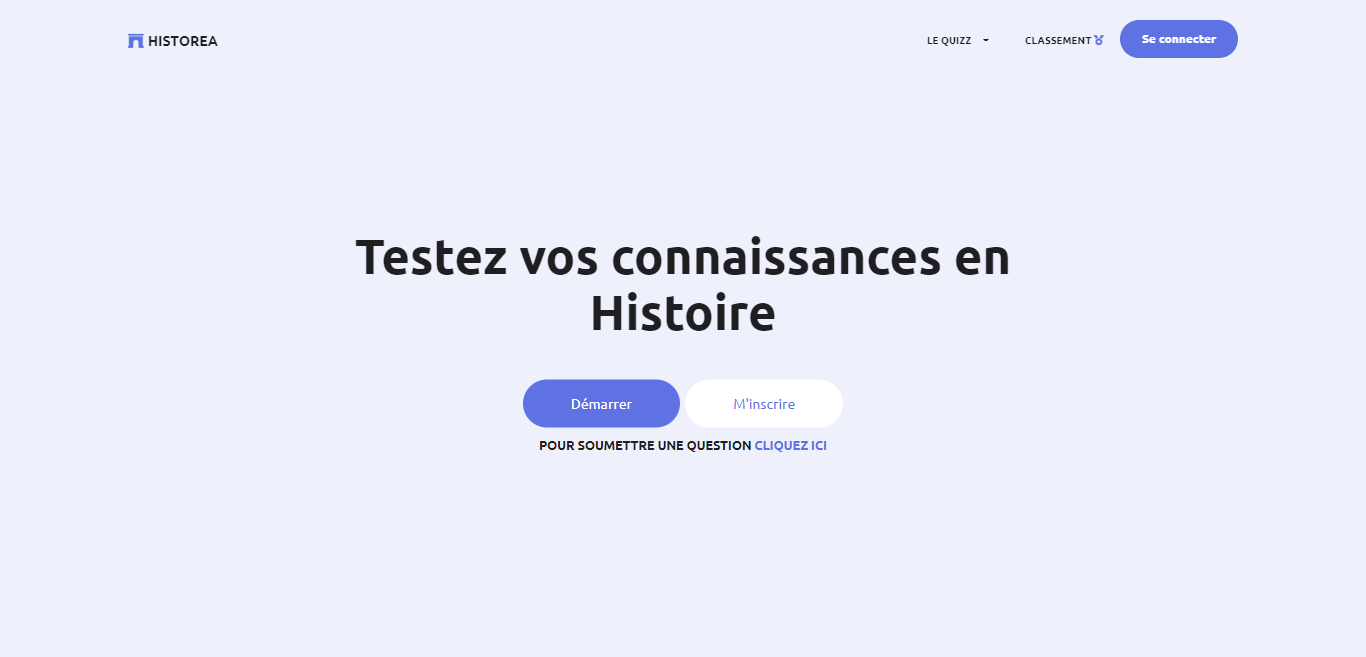 HISTOREA
LE QUIZZ
CLASSEMENT
Se connecter
Testez vos connaissances en
Histoire
Démarrer
M'inscrire
POUR SOUMETTRE UNE QUESTION CLIQUEZ ICI